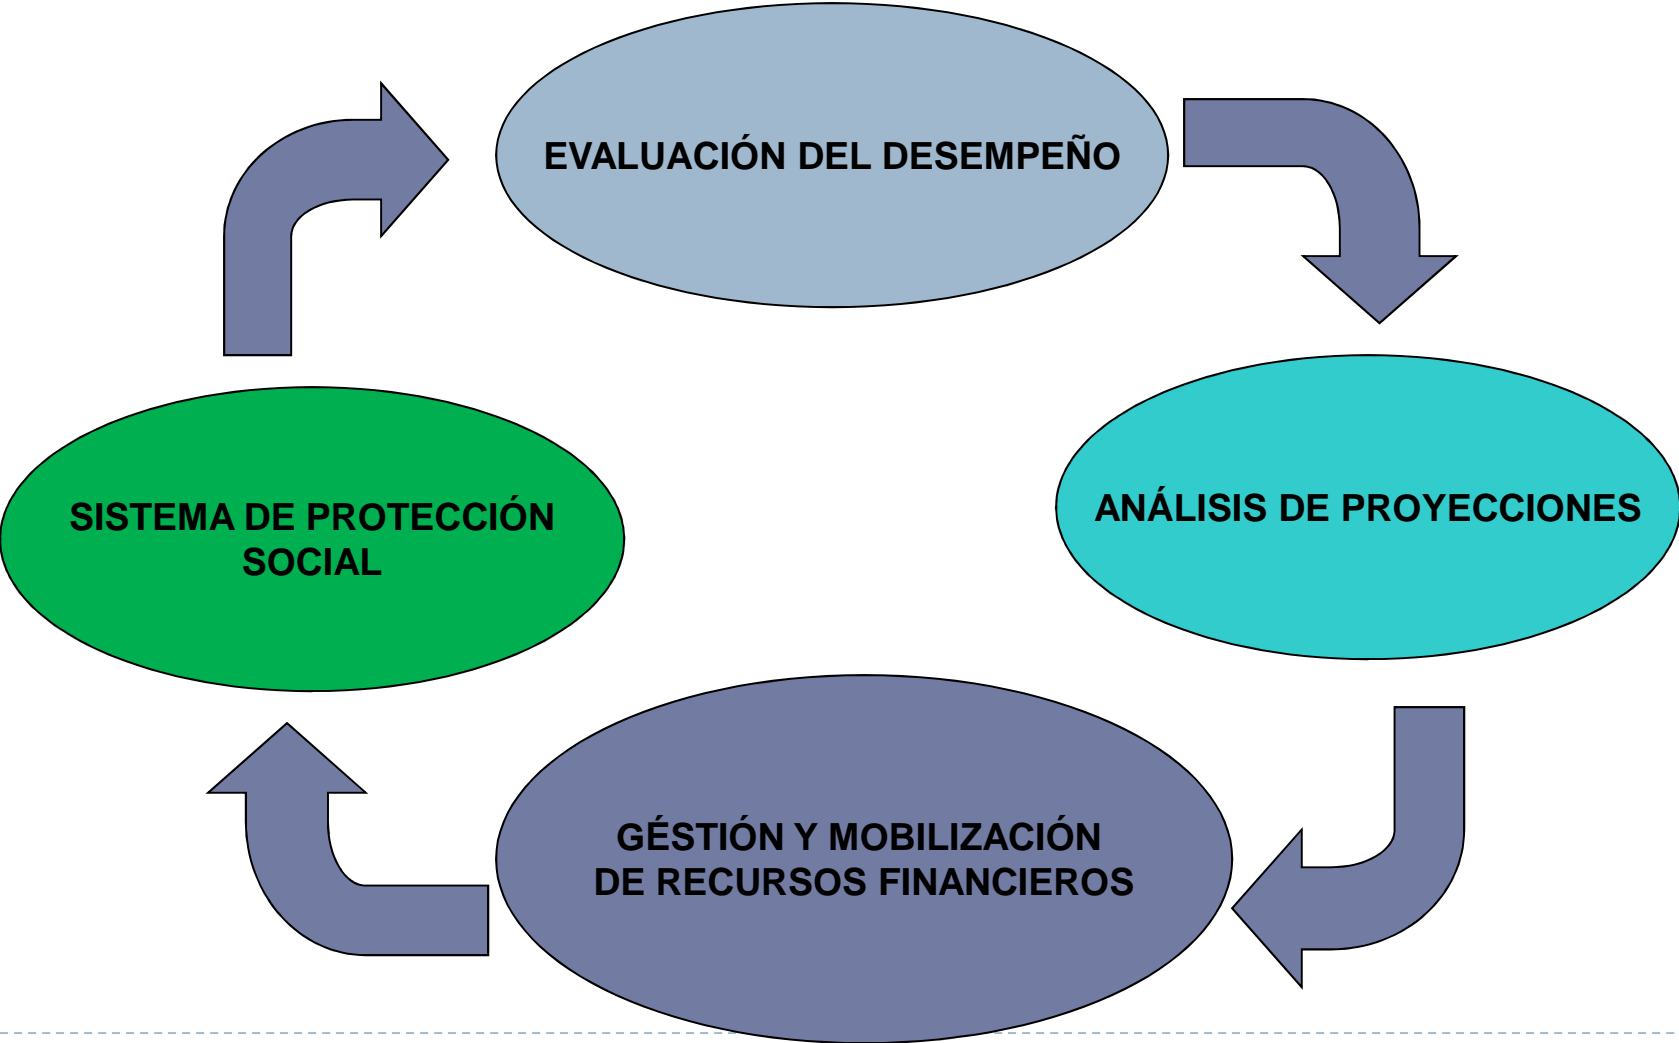 EVALUACIÓN DEL DESEMPEÑO
ANÁLISIS DE PROYECCIONES
GÉSTIÓN Y MOBILIZACIÓN
DE RECURSOS FINANCIEROS
SISTEMA DE PROTECCIÓN
SOCIAL